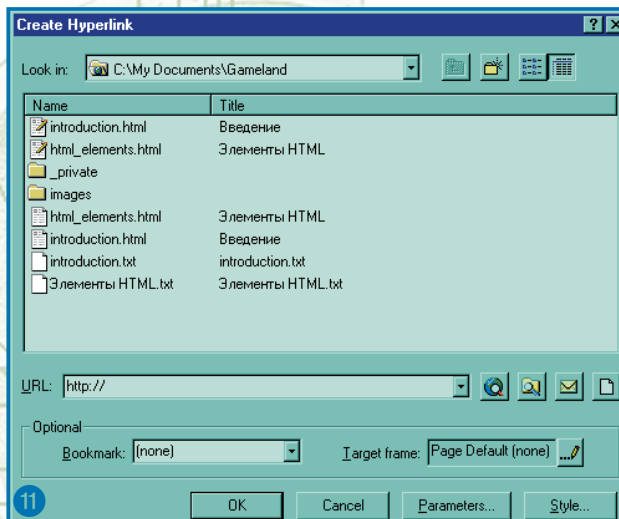 Create Hyperlink
Look in: C:\My Documents\Gameland
Name Title
introduction.html Введение
html_elements.html Элементы HTML
_private
images
html_elements.html Элементы HTML
introduction.html Введение
introduction.txt introduction.txt
Элементы HTML.txt Элементы HTML.txt
URL: http://
Optional
Bookmark: (none) Target frame: Page Default (none)
11 OK Cancel Parameters... Style...